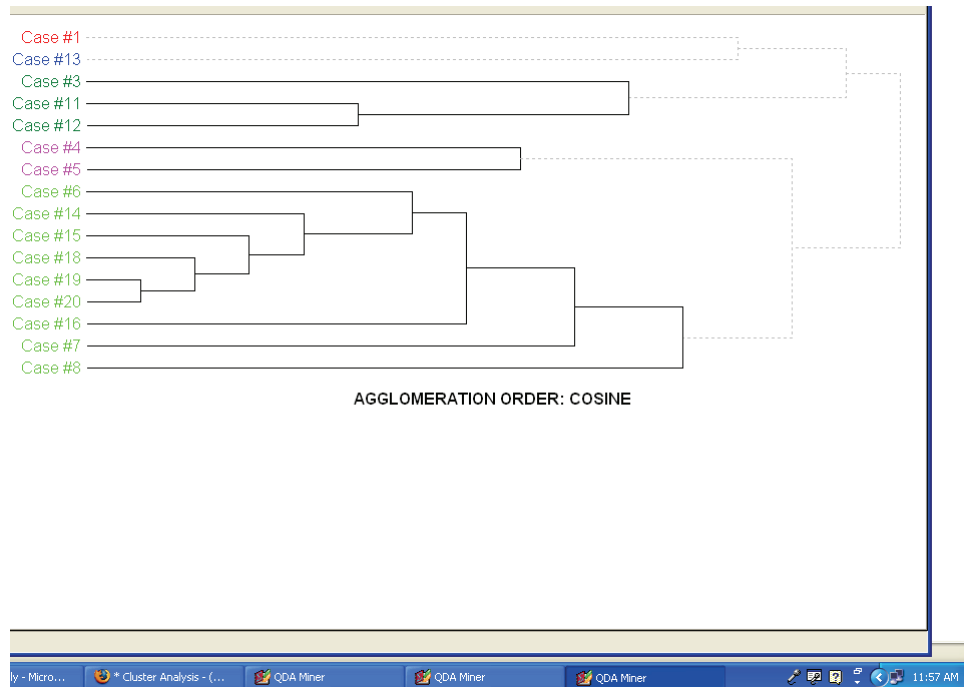 Case #1
Case #13
Case #3
Case #11
Case #12
Case #4
Case #5
Case #6
Case #14
Case #15
Case #18
Case #19
Case #20
Case #16
Case #7
Case #8
AGGLOMERATION ORDER: COSINE
ly - Micro... * Cluster Analysis - (... QDA Miner QDA Miner QDA Miner 11:57 AM